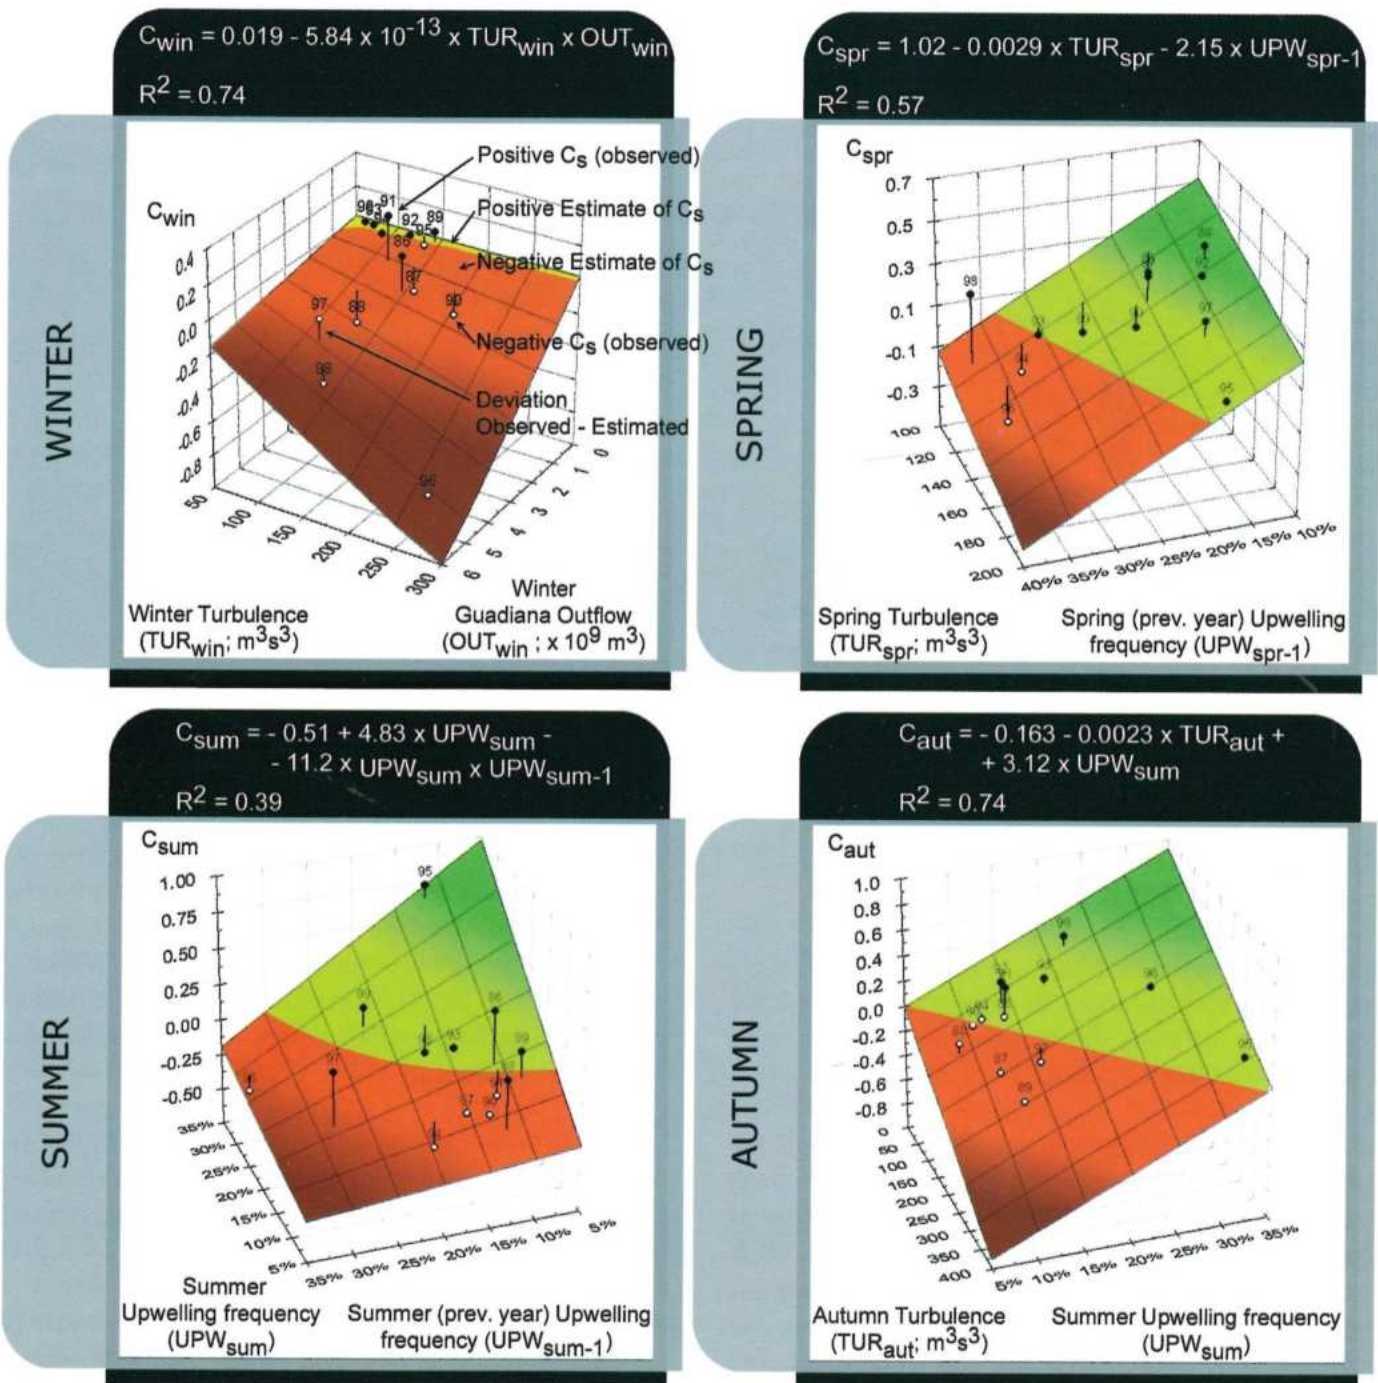 C_win = 0.019 - 5.84 x 10^-13 x TUR_win x OUT_win
R^2 = 0.74
WINTER
C_win
0.4
0.2
0.0
-0.2
-0.4
-0.6
-0.8
50
100
150
200
250
300
6
5
4
3
2
1
0
Positive C_s (observed)
Positive Estimate of C_s
Negative Estimate of C_s
Negative C_s (observed)
Deviation
Observed - Estimated
91
92
89
95
86
87
97
88
98
96
Winter Turbulence
(TUR_win; m^3s^3)
Winter
Guadiana Outflow
(OUT_win ; x 10^9 m^3)
C_spr = 1.02 - 0.0029 x TUR_spr - 2.15 x UPW_spr-1
R^2 = 0.57
SPRING
C_spr
0.7
0.5
0.3
0.1
-0.1
-0.3
100
120
140
160
180
200
40%
35%
30%
25%
20%
15%
10%
98
92
97
94
95
Spring Turbulence
(TUR_spr; m^3s^3)
Spring (prev. year) Upwelling
frequency (UPW_spr-1)
C_sum = - 0.51 + 4.83 x UPW_sum -
- 11.2 x UPW_sum x UPW_sum-1
R^2 = 0.39
SUMMER
C_sum
1.00
0.75
0.50
0.25
0.00
-0.25
-0.50
35%
30%
25%
20%
15%
10%
5%
35%
30%
25%
20%
15%
10%
5%
95
93
Summer
Upwelling frequency
(UPW_sum)
Summer (prev. year) Upwelling
frequency (UPW_sum-1)
C_aut = - 0.163 - 0.0023 x TUR_aut +
+ 3.12 x UPW_sum
R^2 = 0.74
AUTUMN
C_aut
1.0
0.8
0.6
0.4
0.2
0.0
-0.2
-0.4
-0.6
-0.8
0
50
100
150
200
250
300
350
400
5%
10%
15%
20%
25%
30%
35%
87
Autumn Turbulence
(TUR_aut; m^3s^3)
Summer Upwelling frequency
(UPW_sum)